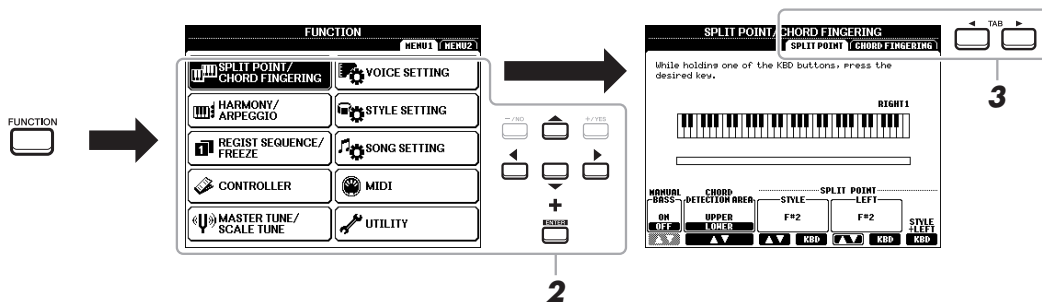 FUNCTION
FUNCTION
MENU1
MENU2
SPLIT POINT/
CHORD FINGERING
VOICE SETTING
HARMONY/
ARPEGGIO
STYLE SETTING
REGIST SEQUENCE/
FREEZE
SONG SETTING
CONTROLLER
MIDI
MASTER TUNE/
SCALE TUNE
UTILITY
-/NO
+/YES
+
ENTER
2
SPLIT POINT/CHORD FINGERING
SPLIT POINT
CHORD FINGERING
While holding one of the KBD buttons, press the
desired key.
RIGHT1
MANUAL
BASS
ON
OFF
CHORD
DETECTION AREA
UPPER
LOWER
SPLIT POINT
STYLE
F#2
KBD
LEFT
F#2
KBD
STYLE
+LEFT
KBD
TAB
3